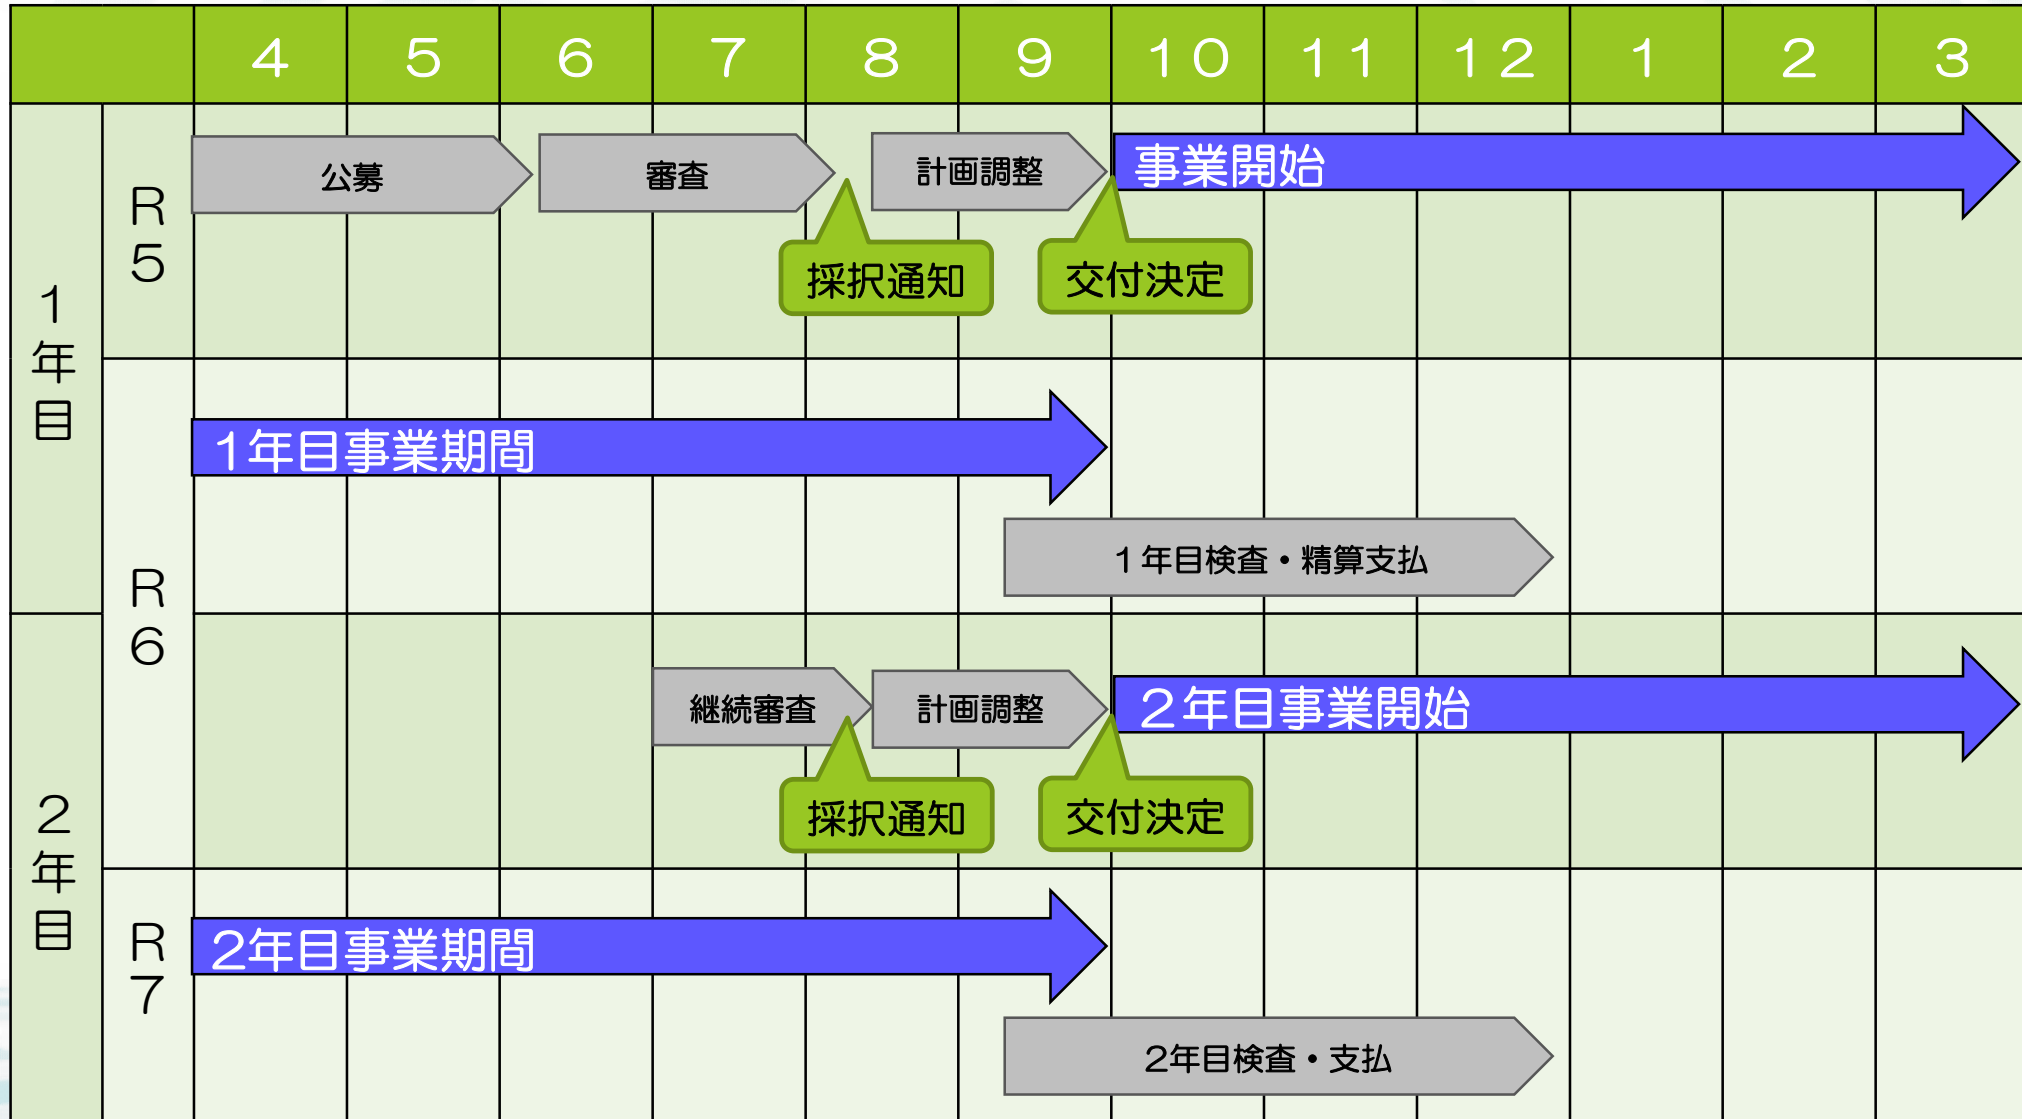 ４ ５ ６ ７ ８ ９ １０ １１ １２ １ ２ ３
１年目
R５
公募 審査 計画調整 事業開始
採択通知 交付決定
R６
1年目事業期間
１年目検査・精算支払
２年目
継続審査 計画調整 ２年目事業開始
採択通知 交付決定
R７
2年目事業期間
2年目検査・支払